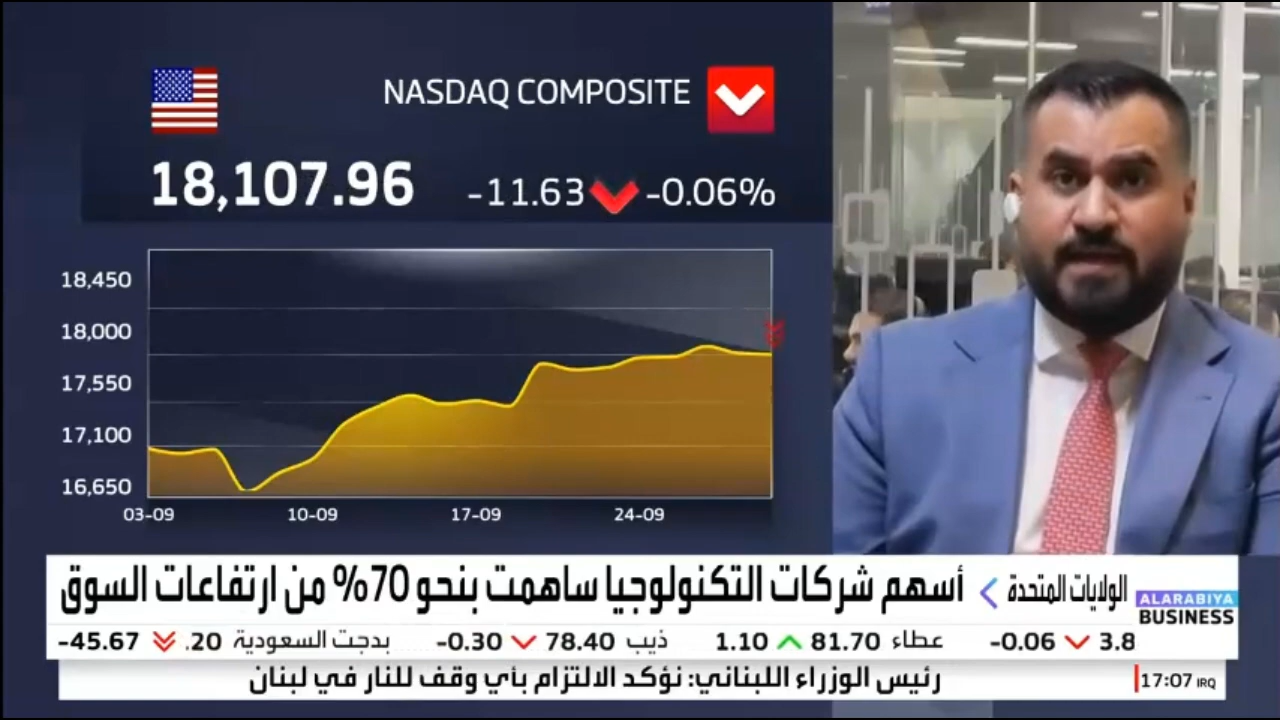 NASDAQ COMPOSITE
18,107.96 -11.63 -0.06%
18,450
18,000
17,550
17,100
16,650
03-09 10-09 17-09 24-09
الولايات المتحدة > أسهم شركات التكنولوجيا ساهمت بنحو 70% من ارتفاعات السوق
ALARABIYA
BUSINESS
3.8 -0.06 عطاء 81.70 1.10 ذيب 78.40 -0.30 بدجت السعودية .20 -45.67
17:07 IRQ
رئيس الوزراء اللبناني: نؤكد الالتزام بأي وقف للنار في لبنان